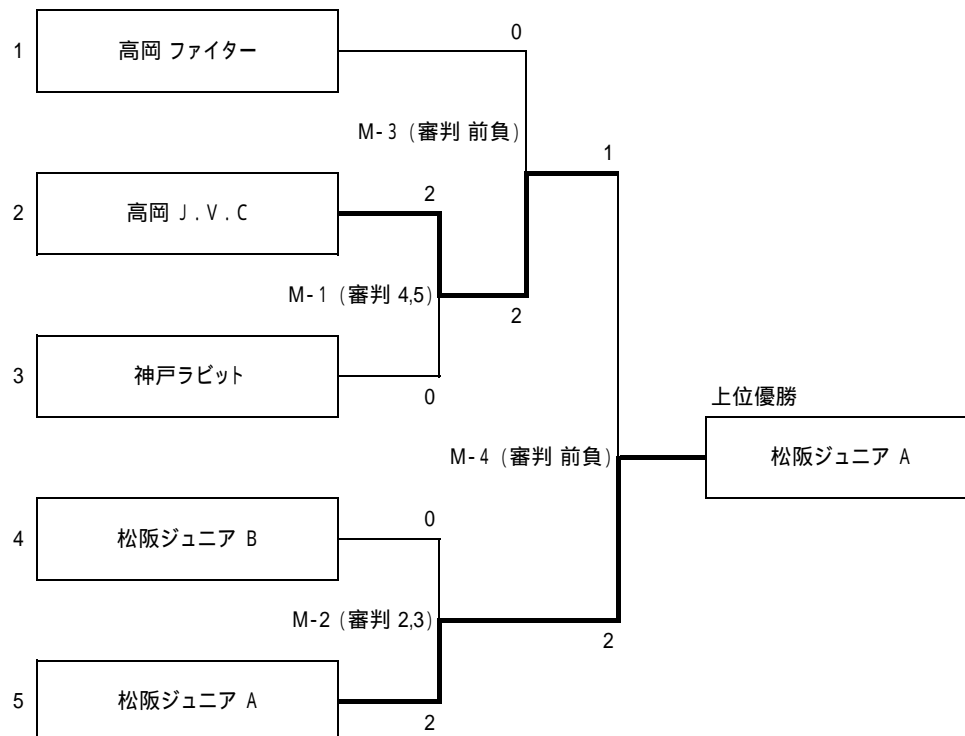 0
1 高岡 ファイター
M-3 (審判 前負)
1
2 高岡 J.V.C
2
M-1 (審判 4,5)
2
3 神戸ラビット
0
上位優勝
M-4 (審判 前負)
松阪ジュニア A
4 松阪ジュニア B
0
M-2 (審判 2,3)
2
5 松阪ジュニア A
2